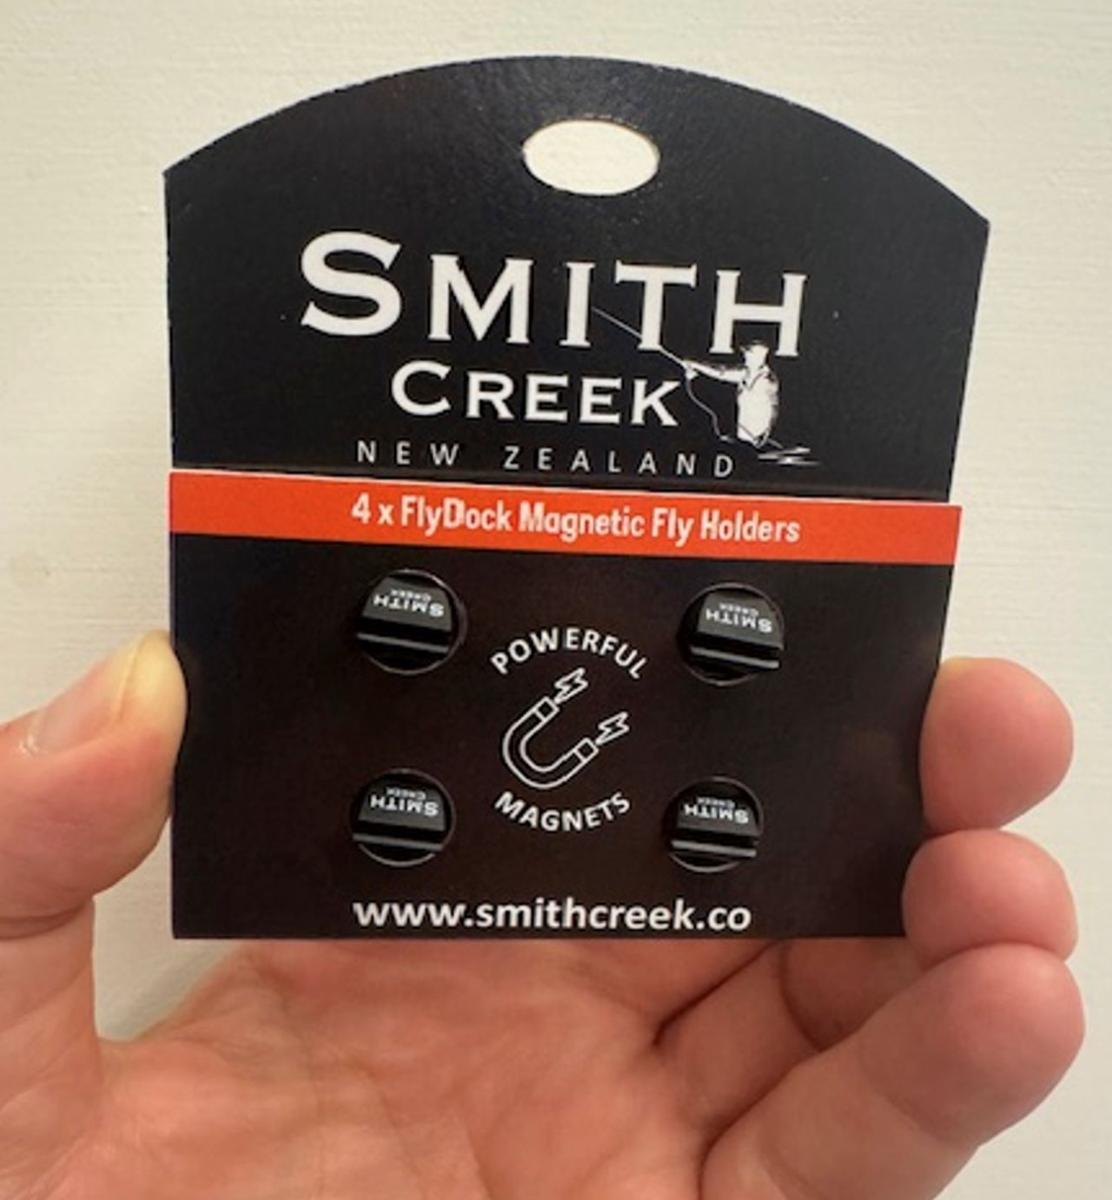 SMITH
CREEK
NEW ZEALAND
4 x FlyDock Magnetic Fly Holders
SMITH
CREEK
SMITH
CREEK
POWERFUL
MAGNETS
SMITH
CREEK
SMITH
CREEK
www.smithcreek.co